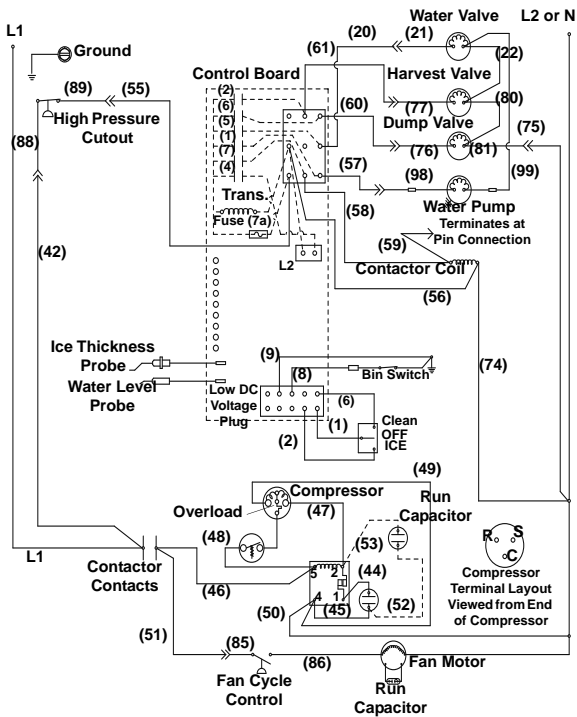 L1
Ground
(20)
(21)
Water Valve
L2 or N
(61)
(22)
Control Board
Harvest Valve
(89)
(55)
(2)
(6)
(5)
(1)
(7)
(4)
(60)
(77)
(80)
High Pressure
Cutout
Dump Valve
(75)
(88)
(76)
(81)
(57)
(98)
(99)
Trans.
Fuse (7a)
(58)
Water Pump
Terminates at
Pin Connection
(59)
(42)
L2
Contactor Coil
(56)
Ice Thickness
Probe
(9)
(8)
Bin Switch
(74)
Water Level
Probe
Low DC
Voltage
Plug
(6)
(1)
(2)
Clean
OFF
ICE
(49)
Compressor
Run
Capacitor
Overload
(47)
(48)
(53)
R
S
C
L1
Contactor
Contacts
(46)
5
2
(44)
4
1
(45)
(52)
Compressor
Terminal Layout
Viewed from End
of Compressor
(50)
(51)
(85)
(86)
Fan Motor
Fan Cycle
Control
Run
Capacitor